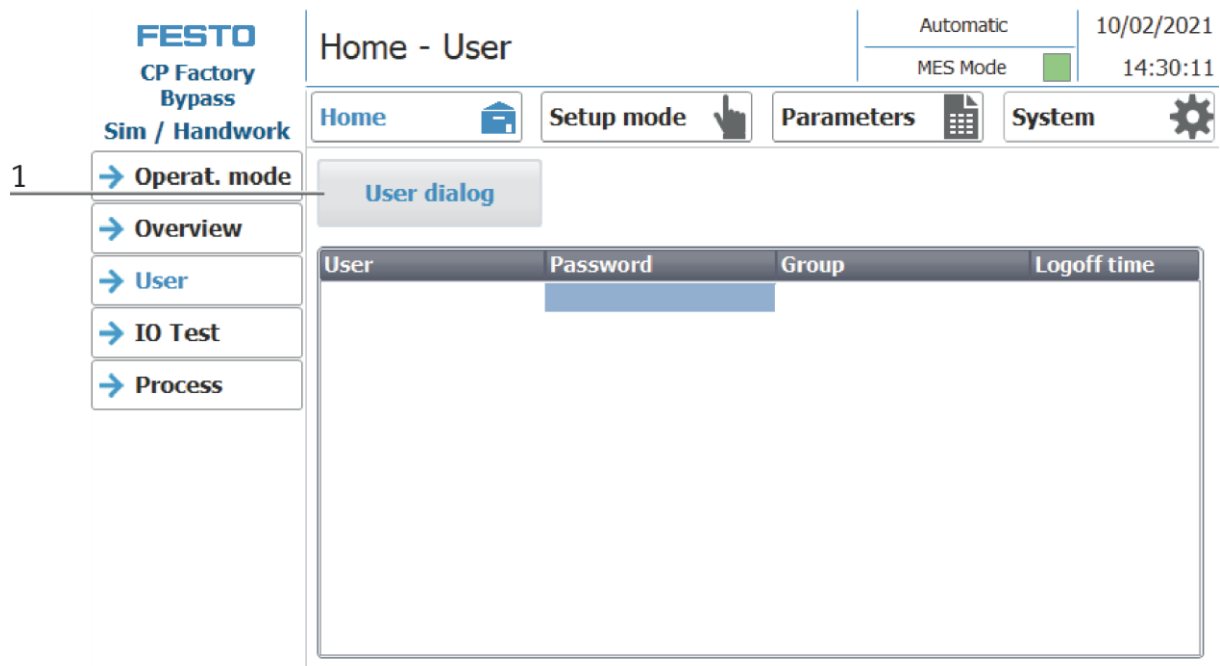 FESTO
CP Factory
Bypass
Sim / Handwork
Home - User
Automatic
MES Mode
10/02/2021
14:30:11
Home
Setup mode
Parameters
System
1
Operat. mode
Overview
User
IO Test
Process
User dialog
User Password Group Logoff time